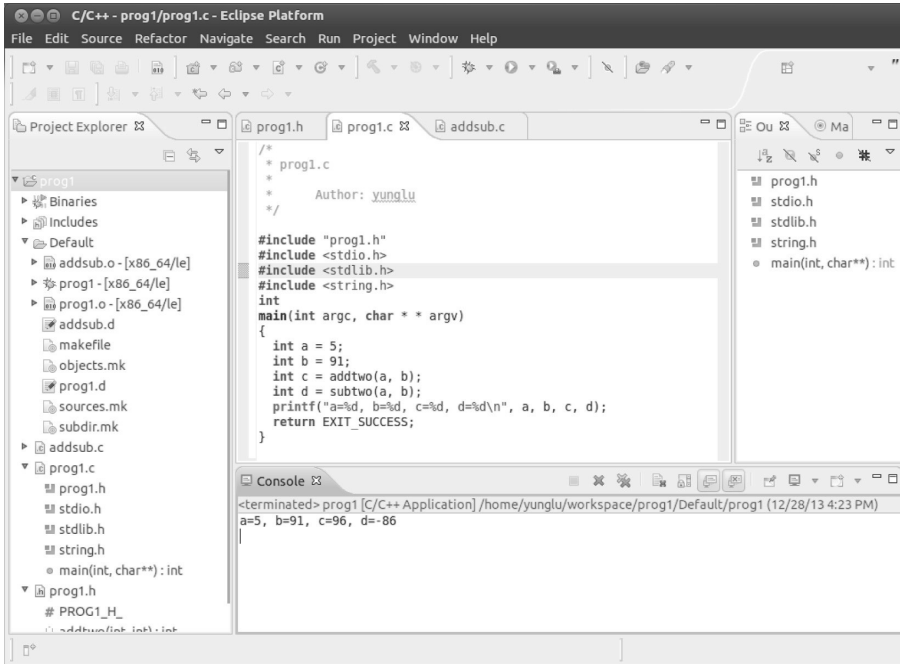 C/C++ - prog1/prog1.c - Eclipse Platform
File Edit Source Refactor Navigate Search Run Project Window Help
Project Explorer
prog1
Binaries
Includes
Default
addsub.o - [x86_64/le]
prog1 - [x86_64/le]
prog1.o - [x86_64/le]
addsub.d
makefile
objects.mk
prog1.d
sources.mk
subdir.mk
addsub.c
prog1.c
prog1.h
stdio.h
stdlib.h
string.h
main(int, char**) : int
prog1.h
# PROG1_H_
addtwo(int, int) : int
prog1.h prog1.c addsub.c
/*
* prog1.c
*
* Author: yunglu
*/
#include "prog1.h"
#include <stdio.h>
#include <stdlib.h>
#include <string.h>
int
main(int argc, char * * argv)
{
int a = 5;
int b = 91;
int c = addtwo(a, b);
int d = subtwo(a, b);
printf("a=%d, b=%d, c=%d, d=%d\n", a, b, c, d);
return EXIT_SUCCESS;
}
Ou Ma
prog1.h
stdio.h
stdlib.h
string.h
main(int, char**) : int
Console
<terminated> prog1 [C/C++ Application] /home/yunglu/workspace/prog1/Default/prog1 (12/28/13 4:23 PM)
a=5, b=91, c=96, d=-86